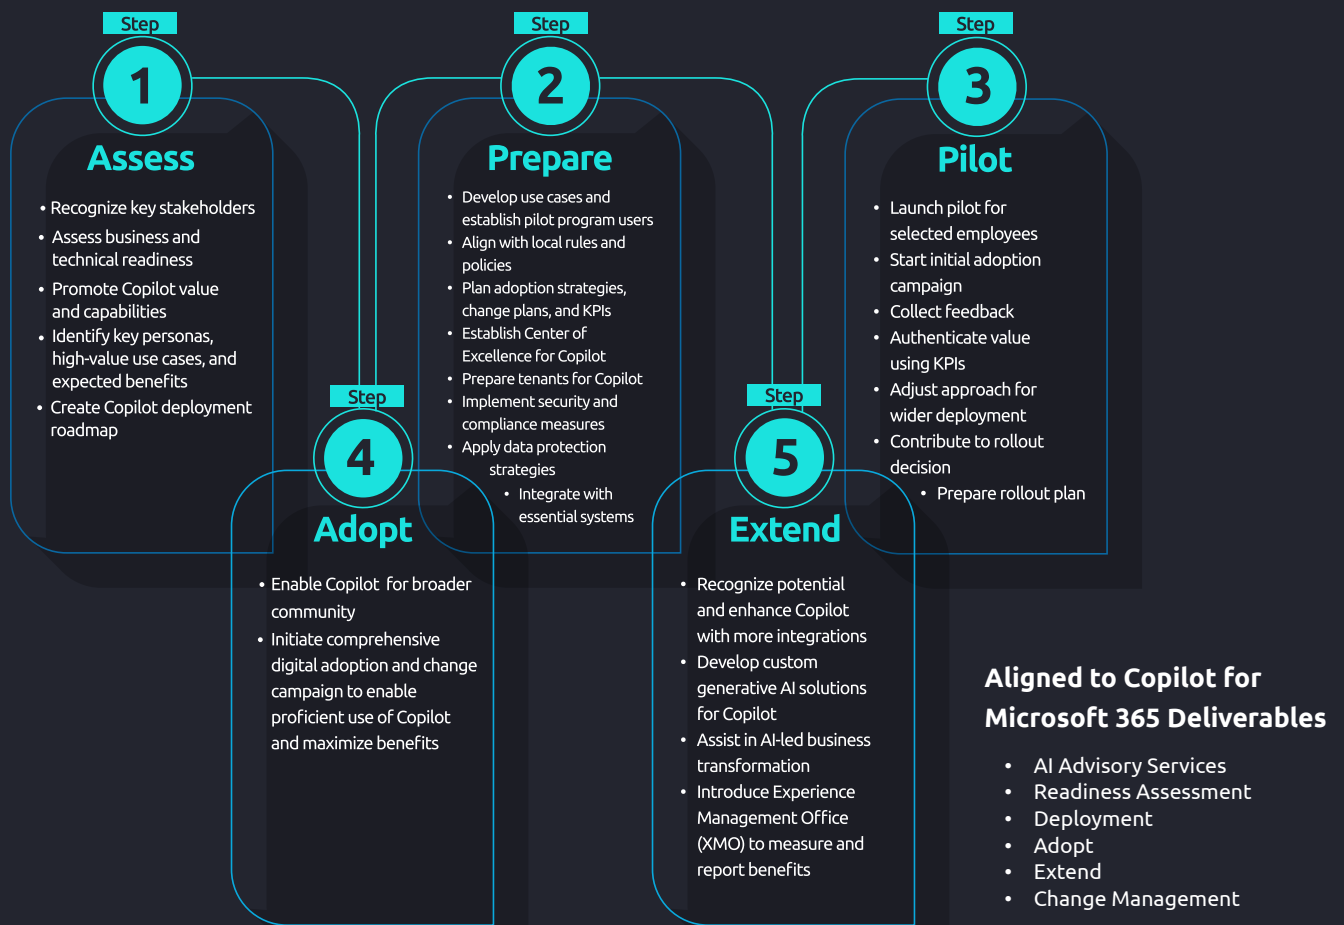 Step
1
Assess
• Recognize key stakeholders
• Assess business and
technical readiness
• Promote Copilot value
and capabilities
• Identify key personas,
high-value use cases, and
expected benefits
• Create Copilot deployment
roadmap
Step
2
Prepare
• Develop use cases and
establish pilot program users
• Align with local rules and
policies
• Plan adoption strategies,
change plans, and KPIs
• Establish Center of
Excellence for Copilot
• Prepare tenants for Copilot
• Implement security and
compliance measures
• Apply data protection
strategies
• Integrate with
essential systems
Step
3
Pilot
• Launch pilot for
selected employees
• Start initial adoption
campaign
• Collect feedback
• Authenticate value
using KPIs
• Adjust approach for
wider deployment
• Contribute to rollout
decision
• Prepare rollout plan
Step
4
Adopt
• Enable Copilot for broader
community
• Initiate comprehensive
digital adoption and change
campaign to enable
proficient use of Copilot
and maximize benefits
Step
5
Extend
• Recognize potential
and enhance Copilot
with more integrations
• Develop custom
generative AI solutions
for Copilot
• Assist in AI-led business
transformation
• Introduce Experience
Management Office
(XMO) to measure and
report benefits
Aligned to Copilot for
Microsoft 365 Deliverables
• AI Advisory Services
• Readiness Assessment
• Deployment
• Adopt
• Extend
• Change Management